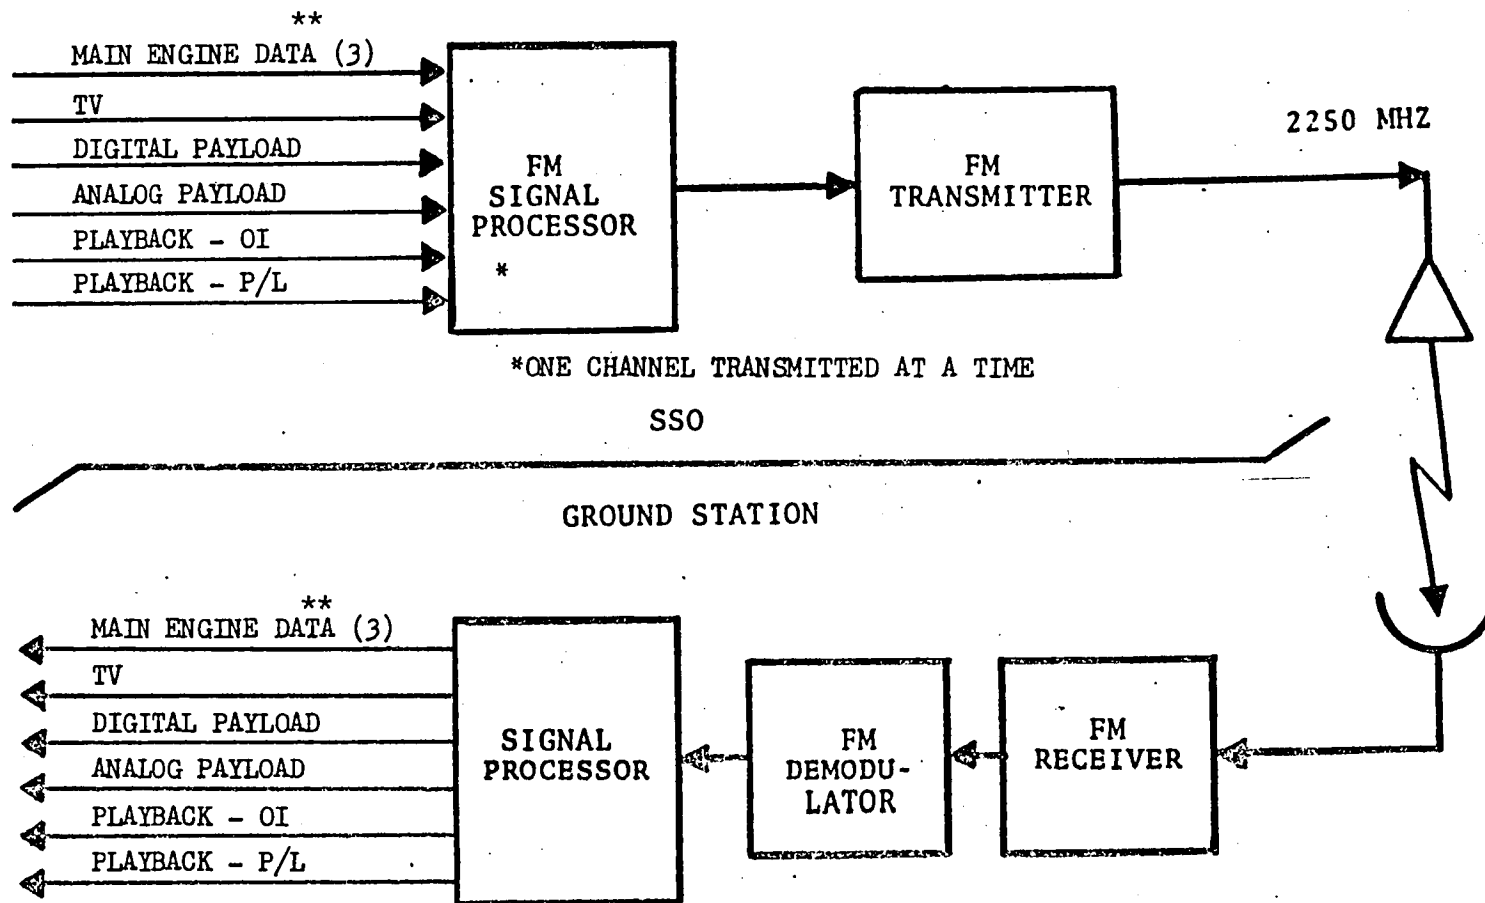 **
MAIN ENGINE DATA (3)
TV
DIGITAL PAYLOAD
ANALOG PAYLOAD
PLAYBACK - OI
PLAYBACK - P/L
FM
SIGNAL
PROCESSOR
*
FM
TRANSMITTER
2250 MHZ
*ONE CHANNEL TRANSMITTED AT A TIME
SSO
GROUND STATION
**
MAIN ENGINE DATA (3)
TV
DIGITAL PAYLOAD
ANALOG PAYLOAD
PLAYBACK - OI
PLAYBACK - P/L
SIGNAL
PROCESSOR
FM
DEMODU-
LATOR
FM
RECEIVER